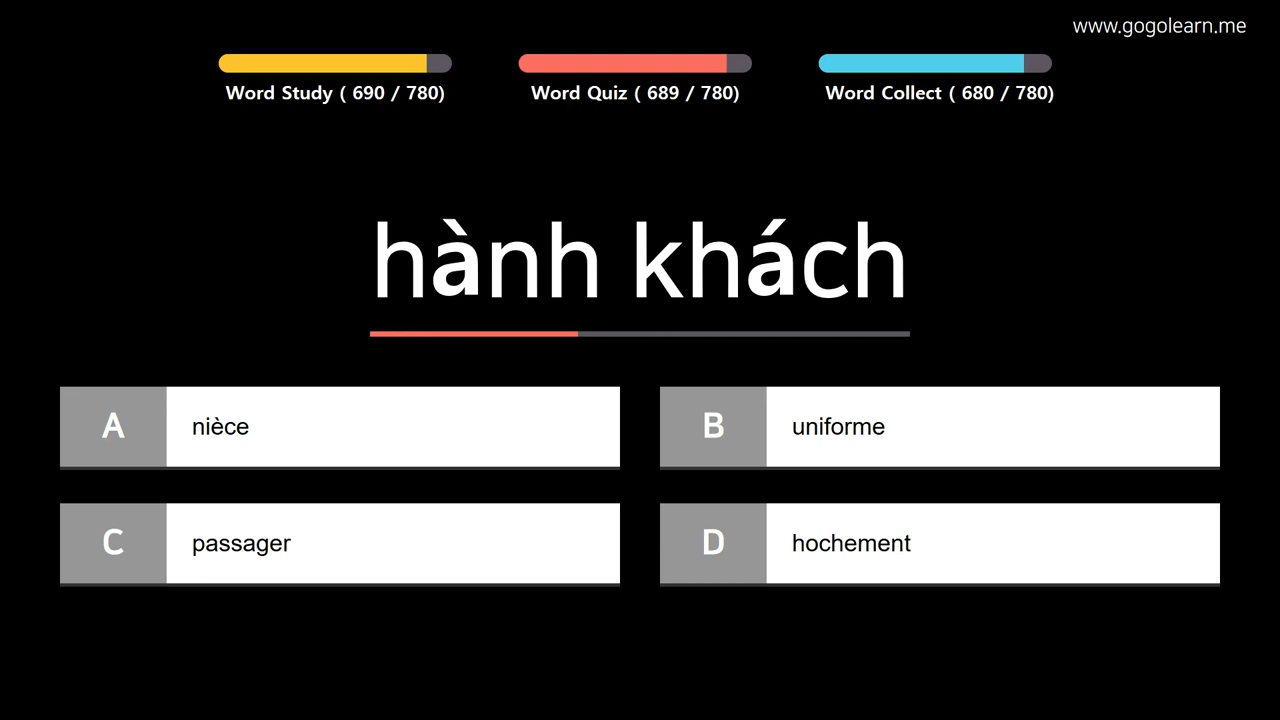 www.gogolearn.me
Word Study ( 690 / 780)
Word Quiz ( 689 / 780)
Word Collect ( 680 / 780)
hành khách
A nièce
B uniforme
C passager
D hochement